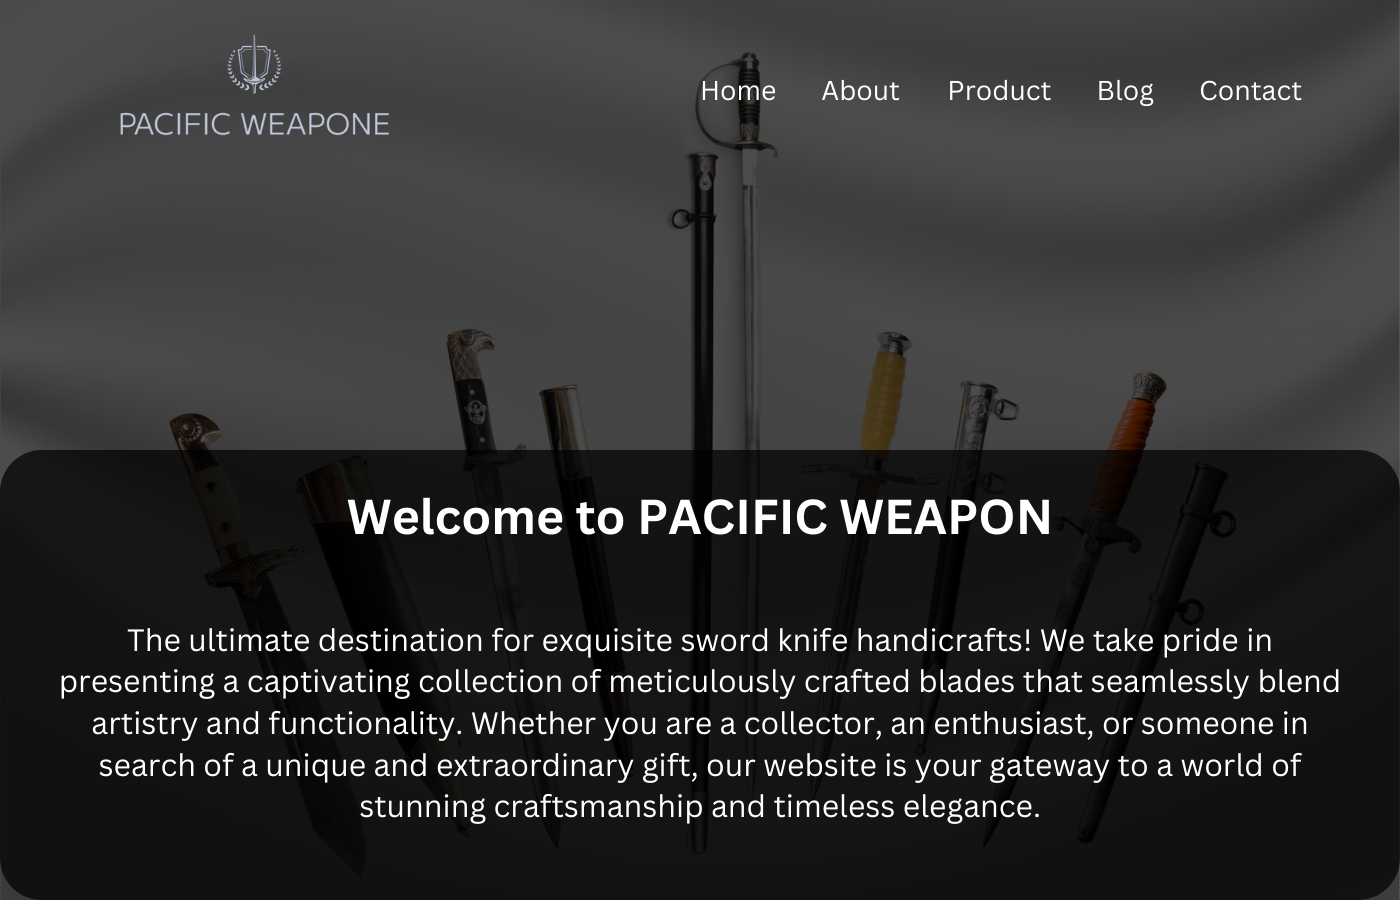 PACIFIC WEAPONE
Home About Product Blog Contact
Welcome to PACIFIC WEAPON
The ultimate destination for exquisite sword knife handicrafts! We take pride in
presenting a captivating collection of meticulously crafted blades that seamlessly blend
artistry and functionality. Whether you are a collector, an enthusiast, or someone in
search of a unique and extraordinary gift, our website is your gateway to a world of
stunning craftsmanship and timeless elegance.